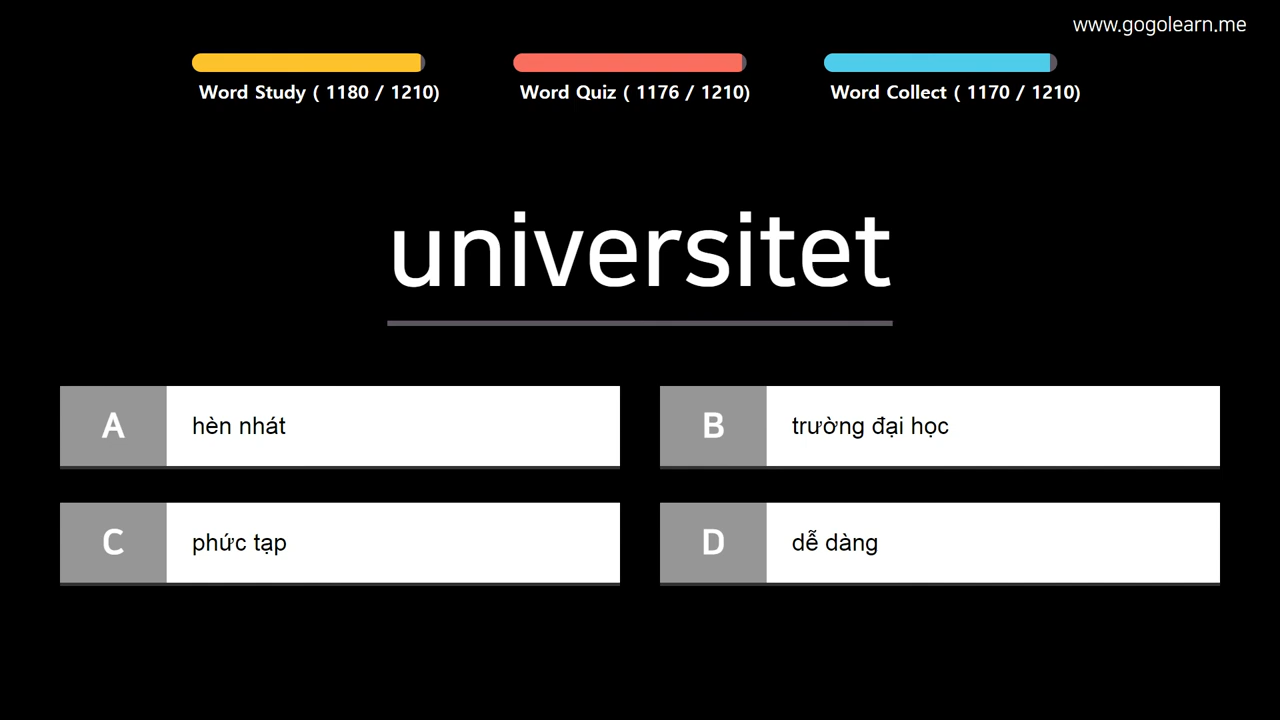 www.gogolearn.me
Word Study ( 1180 / 1210)
Word Quiz ( 1176 / 1210)
Word Collect ( 1170 / 1210)
universitet
A hèn nhát
B trường đại học
C phức tạp
D dễ dàng